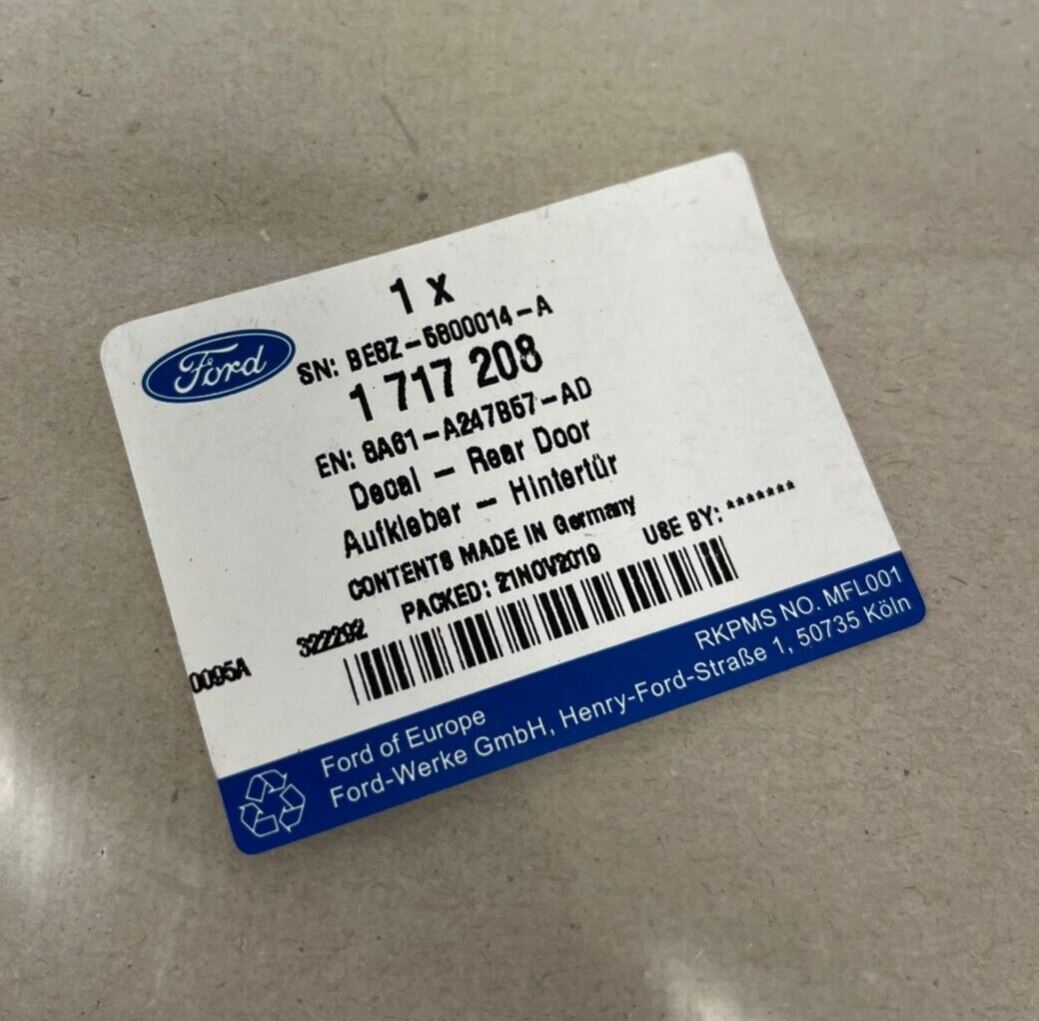 1 x
Ford
SN: BE8Z-5800014-A
1 717 208
EN: 8A61-A247B57-AD
Decal - Rear Door
Aufkleber - Hintertür
CONTENTS MADE IN Germany
PACKED: 21NOV2019 USE BY: *******
0095A 322292
RKPMS NO. MFL001
Ford of Europe
Ford-Werke GmbH, Henry-Ford-Straße 1, 50735 Köln